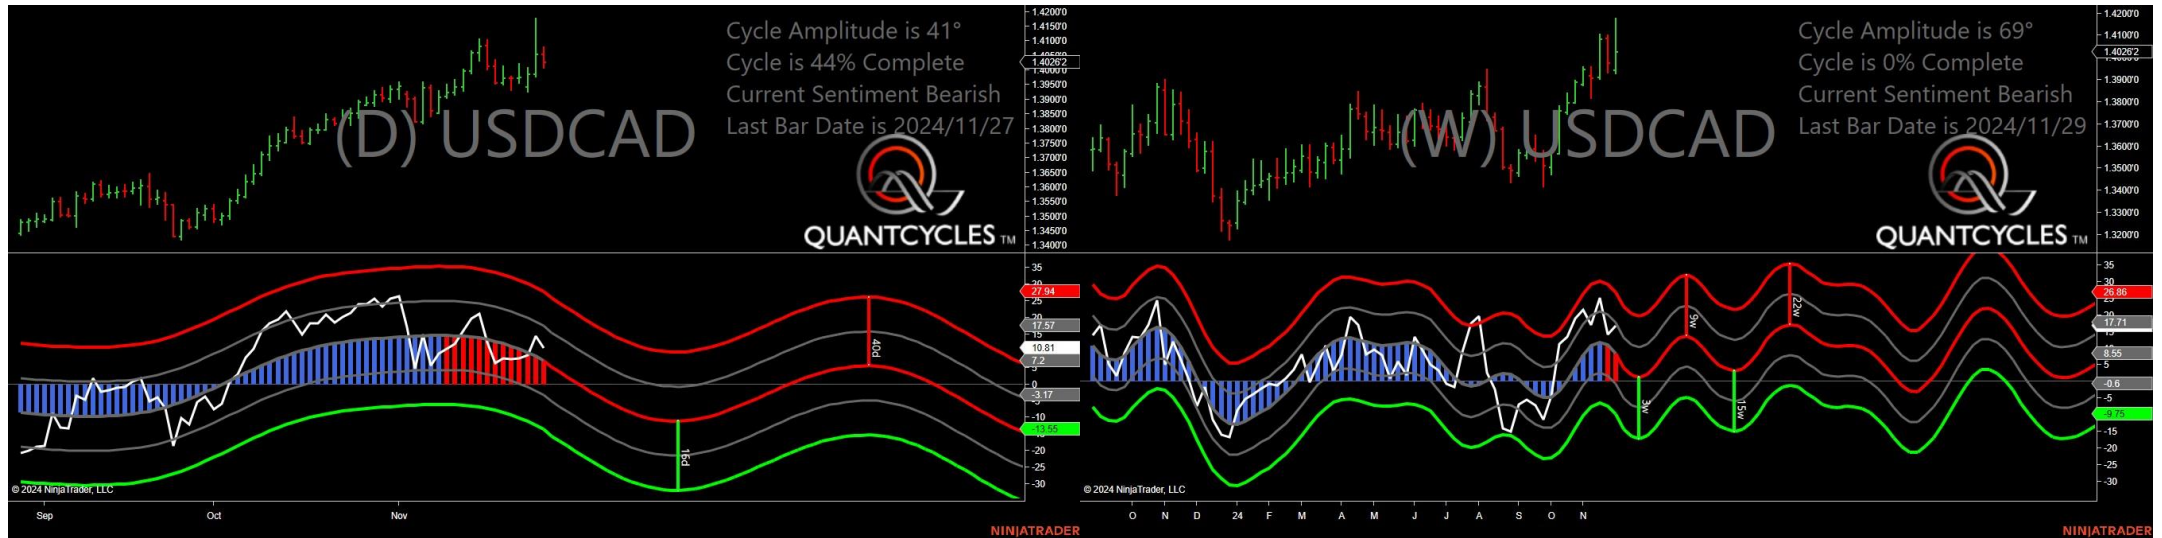 Cycle Amplitude is 41°
Cycle is 44% Complete
Current Sentiment Bearish
Last Bar Date is 2024/11/27
(D) USDCAD
QUANTCYCLES TM
1.4200'0
1.4150'0
1.4100'0
1.4026'2
1.4000'0
1.3950'0
1.3900'0
1.3850'0
1.3800'0
1.3750'0
1.3700'0
1.3650'0
1.3600'0
1.3550'0
1.3500'0
1.3450'0
1.3400'0
35
27.94
25
20
17.57
15
10.81
7.2
5
0
-3.17
-5
-10
-13.55
-15
-20
-25
-30
40d
16d
© 2024 NinjaTrader, LLC
Sep Oct Nov
NINJATRADER
Cycle Amplitude is 69°
Cycle is 0% Complete
Current Sentiment Bearish
Last Bar Date is 2024/11/29
(W) USDCAD
QUANTCYCLES TM
1.4200'0
1.4100'0
1.4026'2
1.3900'0
1.3800'0
1.3700'0
1.3600'0
1.3500'0
1.3400'0
1.3300'0
1.3200'0
35
26.86
25
17.71
8.55
5
-0.6
-5
-9.75
-15
-20
-25
-30
9w
22w
3w
15w
© 2024 NinjaTrader, LLC
O N D 24 F M A M J J A S O N
NINJATRADER